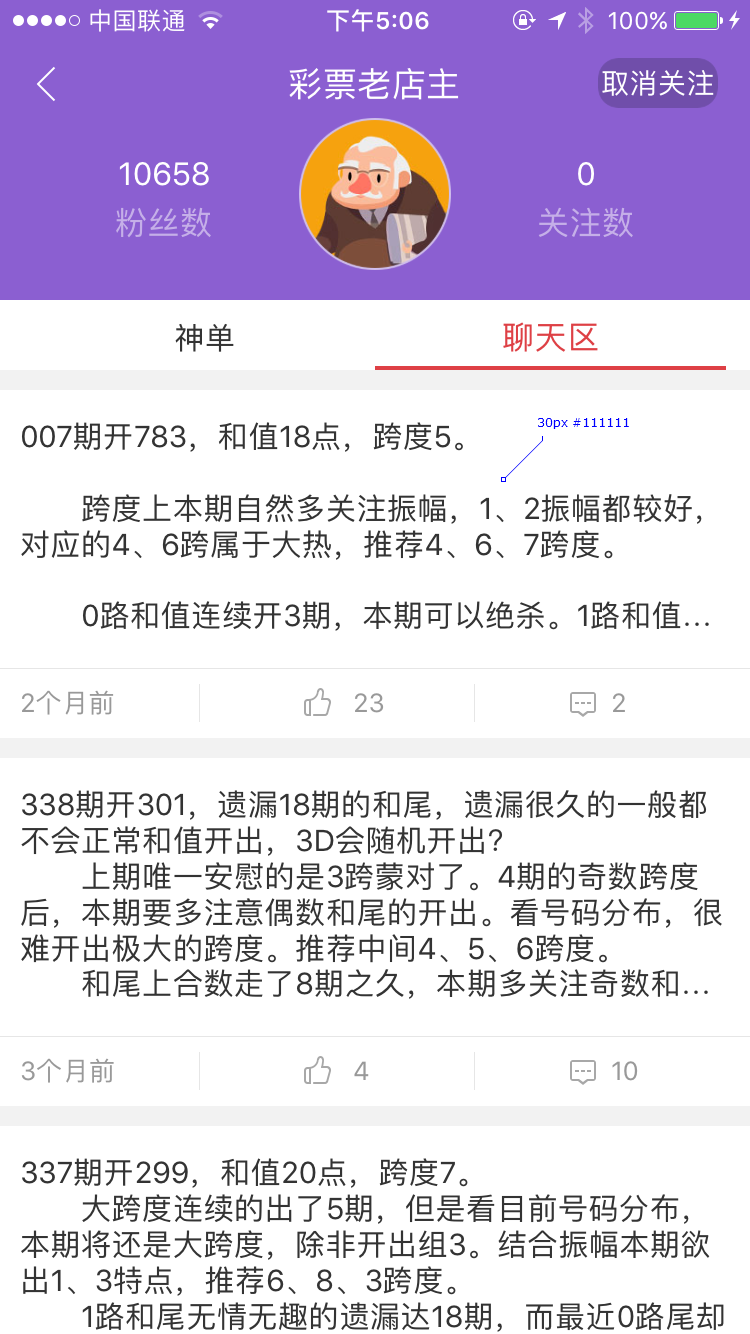 中国联通 下午5:06 100%
彩票老店主 取消关注
10658 0
粉丝数 关注数
神单 聊天区
30px #111111
007期开783，和值18点，跨度5。
跨度上本期自然多关注振幅，1、2振幅都较好，
对应的4、6跨属于大热，推荐4、6、7跨度。
0路和值连续开3期，本期可以绝杀。1路和值...
2个月前 23 2
338期开301，遗漏18期的和尾，遗漏很久的一般都
不会正常和值开出，3D会随机开出?
上期唯一安慰的是3跨蒙对了。4期的奇数跨度
后，本期要多注意偶数和尾的开出。看号码分布，很
难开出极大的跨度。推荐中间4、5、6跨度。
和尾上合数走了8期之久，本期多关注奇数和...
3个月前 4 10
337期开299，和值20点，跨度7。
大跨度连续的出了5期，但是看目前号码分布，
本期将还是大跨度，除非开出组3。结合振幅本期欲
出1、3特点，推荐6、8、3跨度。
1路和尾无情无趣的遗漏达18期，而最近0路尾却